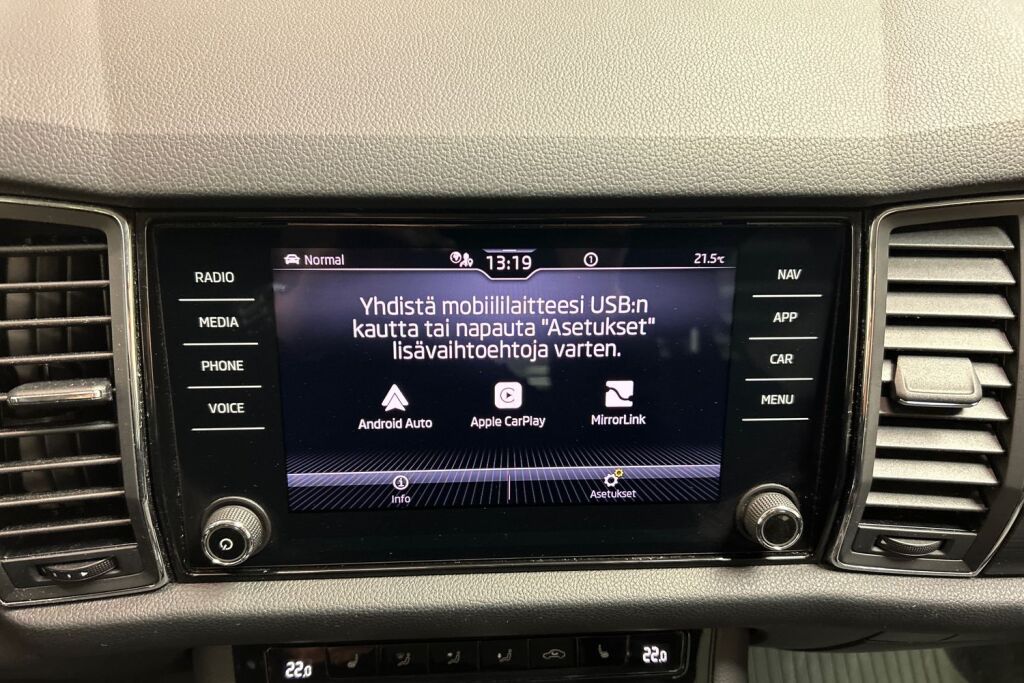 Normal
13:19
1
21.5°C
RADIO
MEDIA
PHONE
VOICE
Yhdistä mobiililaitteesi USB:n
kautta tai napauta "Asetukset"
lisävaihtoehtoja varten.
Android Auto
Apple CarPlay
MirrorLink
Info
Asetukset
NAV
APP
CAR
MENU
22.0
22.0